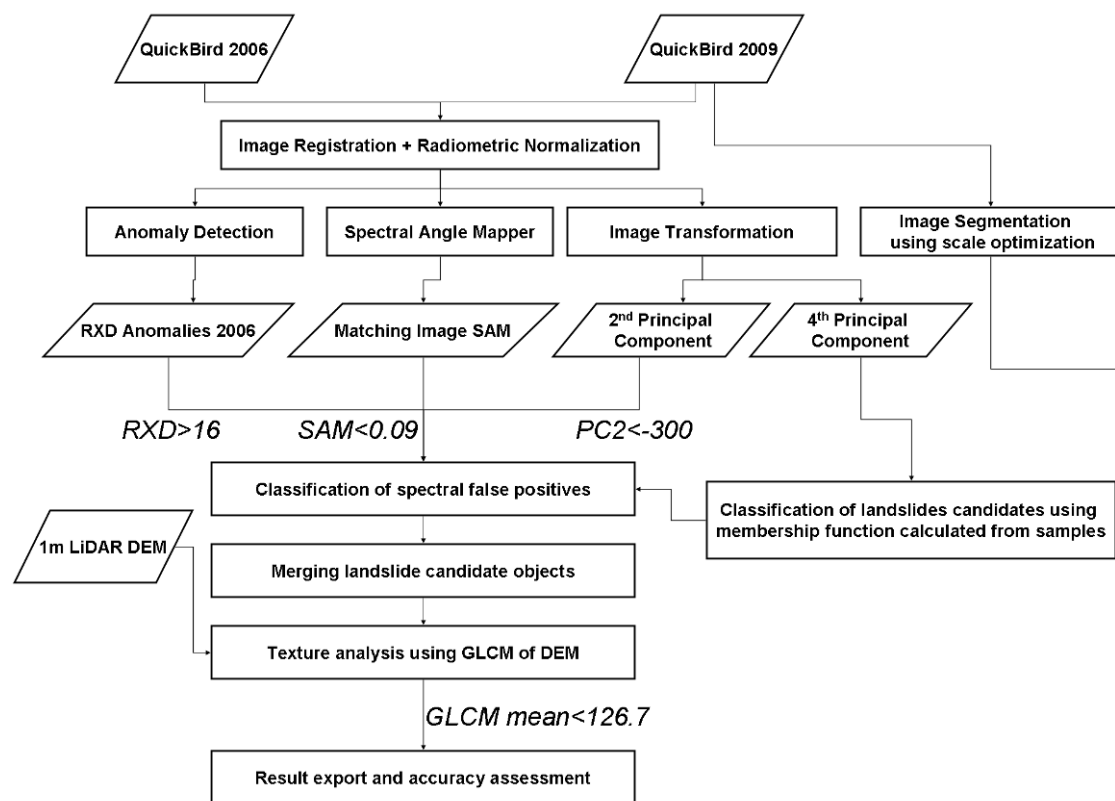 QuickBird 2006
QuickBird 2009
Image Registration + Radiometric Normalization
Anomaly Detection
Spectral Angle Mapper
Image Transformation
Image Segmentation
using scale optimization
RXD Anomalies 2006
Matching Image SAM
2nd Principal
Component
4th Principal
Component
RXD>16
SAM<0.09
PC2<-300
Classification of spectral false positives
Classification of landslides candidates using
membership function calculated from samples
1m LiDAR DEM
Merging landslide candidate objects
Texture analysis using GLCM of DEM
GLCM mean<126.7
Result export and accuracy assessment